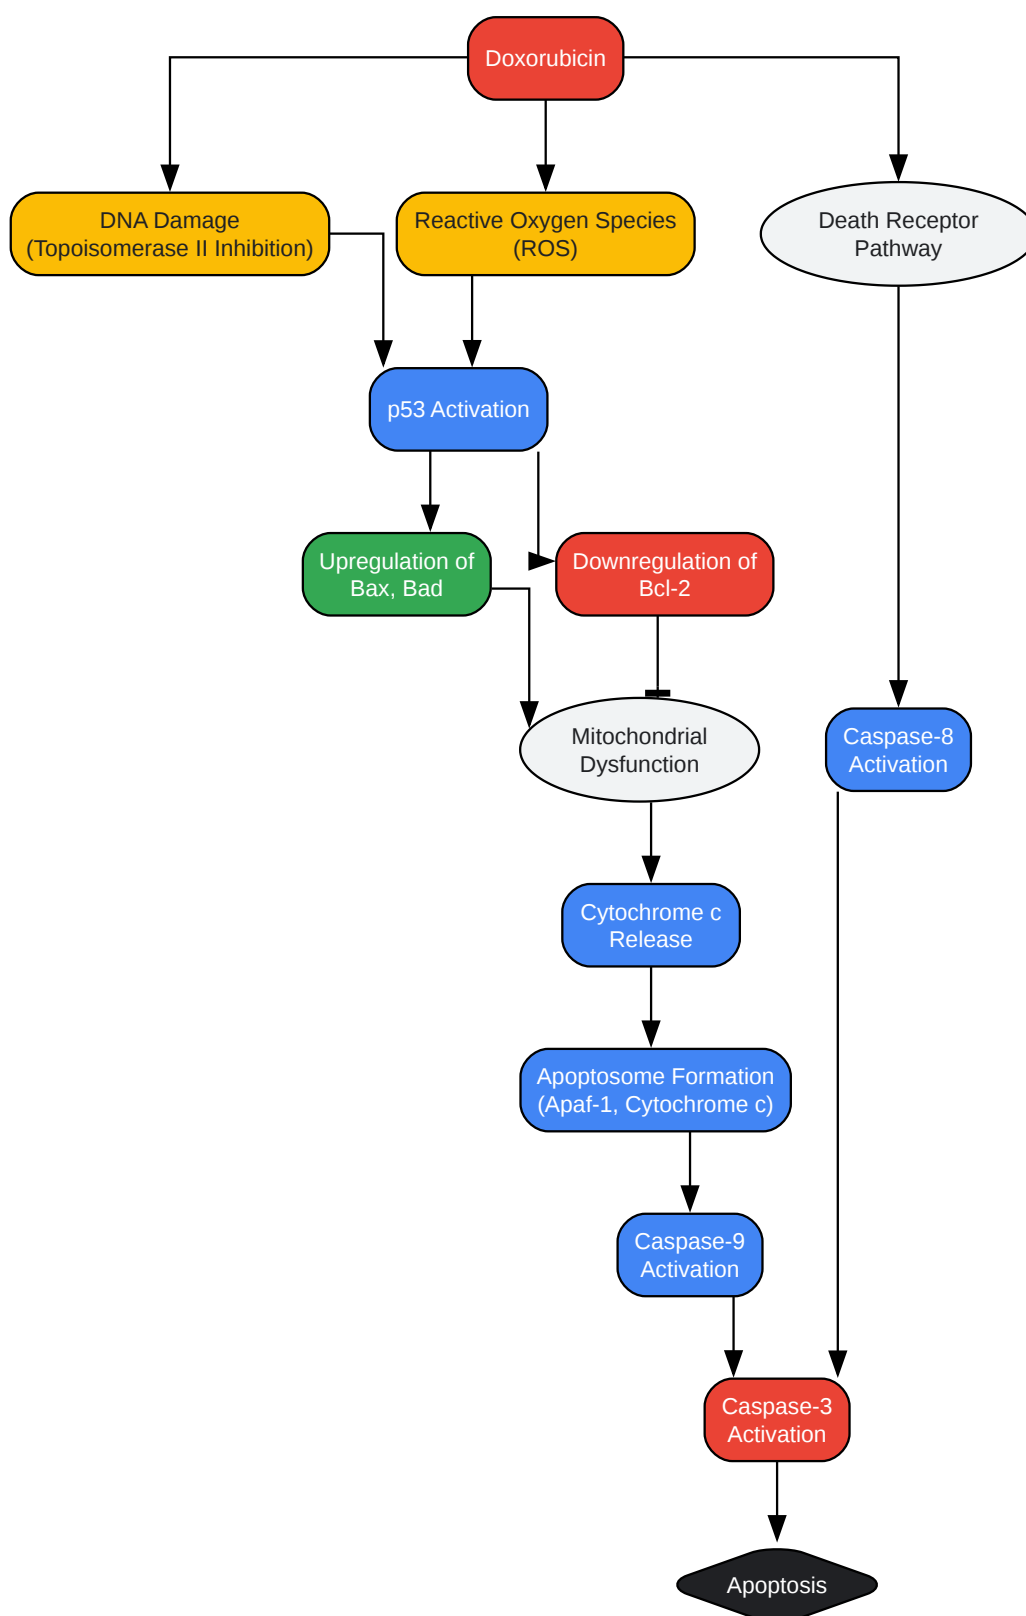 Doxorubicin
DNA Damage
(Topoisomerase II Inhibition)
Reactive Oxygen Species
(ROS)
Death Receptor
Pathway
p53 Activation
Upregulation of
Bax, Bad
Downregulation of
Bcl-2
Mitochondrial
Dysfunction
Caspase-8
Activation
Cytochrome c
Release
Apoptosome Formation
(Apaf-1, Cytochrome c)
Caspase-9
Activation
Caspase-3
Activation
Apoptosis